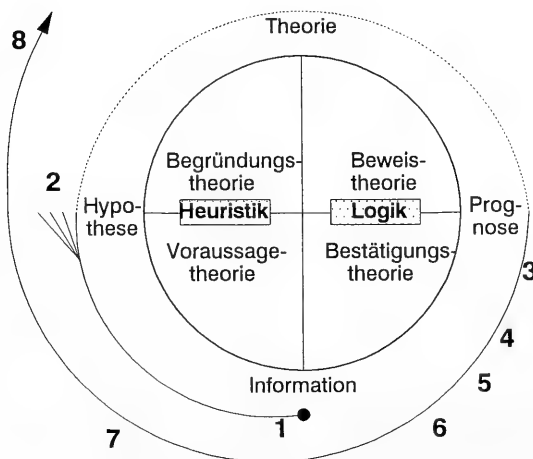 8
Theorie
2
Begründungs-
theorie
Beweis-
theorie
Hypo-
these
Heuristik
Logik
Prog-
nose
Voraussage-
theorie
Bestätigungs-
theorie
3
4
5
Information
1
6
7